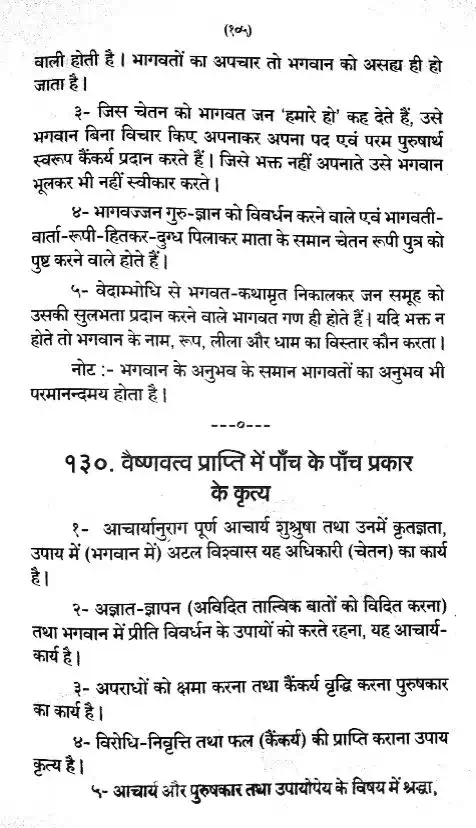 (१०५)
वाली होती है। भागवतों का अपचार तो भगवान को असह्य ही हो
जाता है।
३- जिस चेतन को भागवत जन 'हमारे हो' कह देते हैं, उसे
भगवान बिना विचार किए अपनाकर अपना पद एवं परम पुरुषार्थ
स्वरूप कैंकर्य प्रदान करते हैं। जिसे भक्त नहीं अपनाते उसे भगवान
भूलकर भी नहीं स्वीकार करते।
४- भागवज्जन गुरु-ज्ञान को विवर्धन करने वाले एवं भागवती-
वार्ता-रूपी-हितकर-दुग्ध पिलाकर माता के समान चेतन रूपी पुत्र को
पुष्ट करने वाले होते हैं।
५- वेदाम्भोधि से भगवत-कथामृत निकालकर जन समूह को
उसकी सुलभता प्रदान करने वाले भागवत गण ही होते हैं। यदि भक्त न
होते तो भगवान के नाम, रूप, लीला और धाम का विस्तार कौन करता।
नोट :- भगवान के अनुभव के समान भागवतों का अनुभव भी
परमानन्दमय होता है।
---०---
१३०. वैष्णवत्व प्राप्ति में पाँच के पाँच प्रकार
के कृत्य
१- आचार्यानुराग पूर्ण आचार्य शुश्रुषा तथा उनमें कृतज्ञता,
उपाय में (भगवान में) अटल विश्वास यह अधिकारी (चेतन) का कार्य
है।
२- अज्ञात-ज्ञापन (अविदित तात्विक बातों को विदित करना)
तथा भगवान में प्रीति विवर्धन के उपायों को करते रहना, यह आचार्य-
कार्य है।
३- अपराधों को क्षमा करना तथा कैंकर्य वृद्धि करना पुरुषकार
का कार्य है।
४- विरोधि-निवृत्ति तथा फल (कैंकर्य) की प्राप्ति कराना उपाय
कृत्य है।
५- आचार्य और पुरुषकार तथा उपायोपेय के विषय में श्रद्धा,